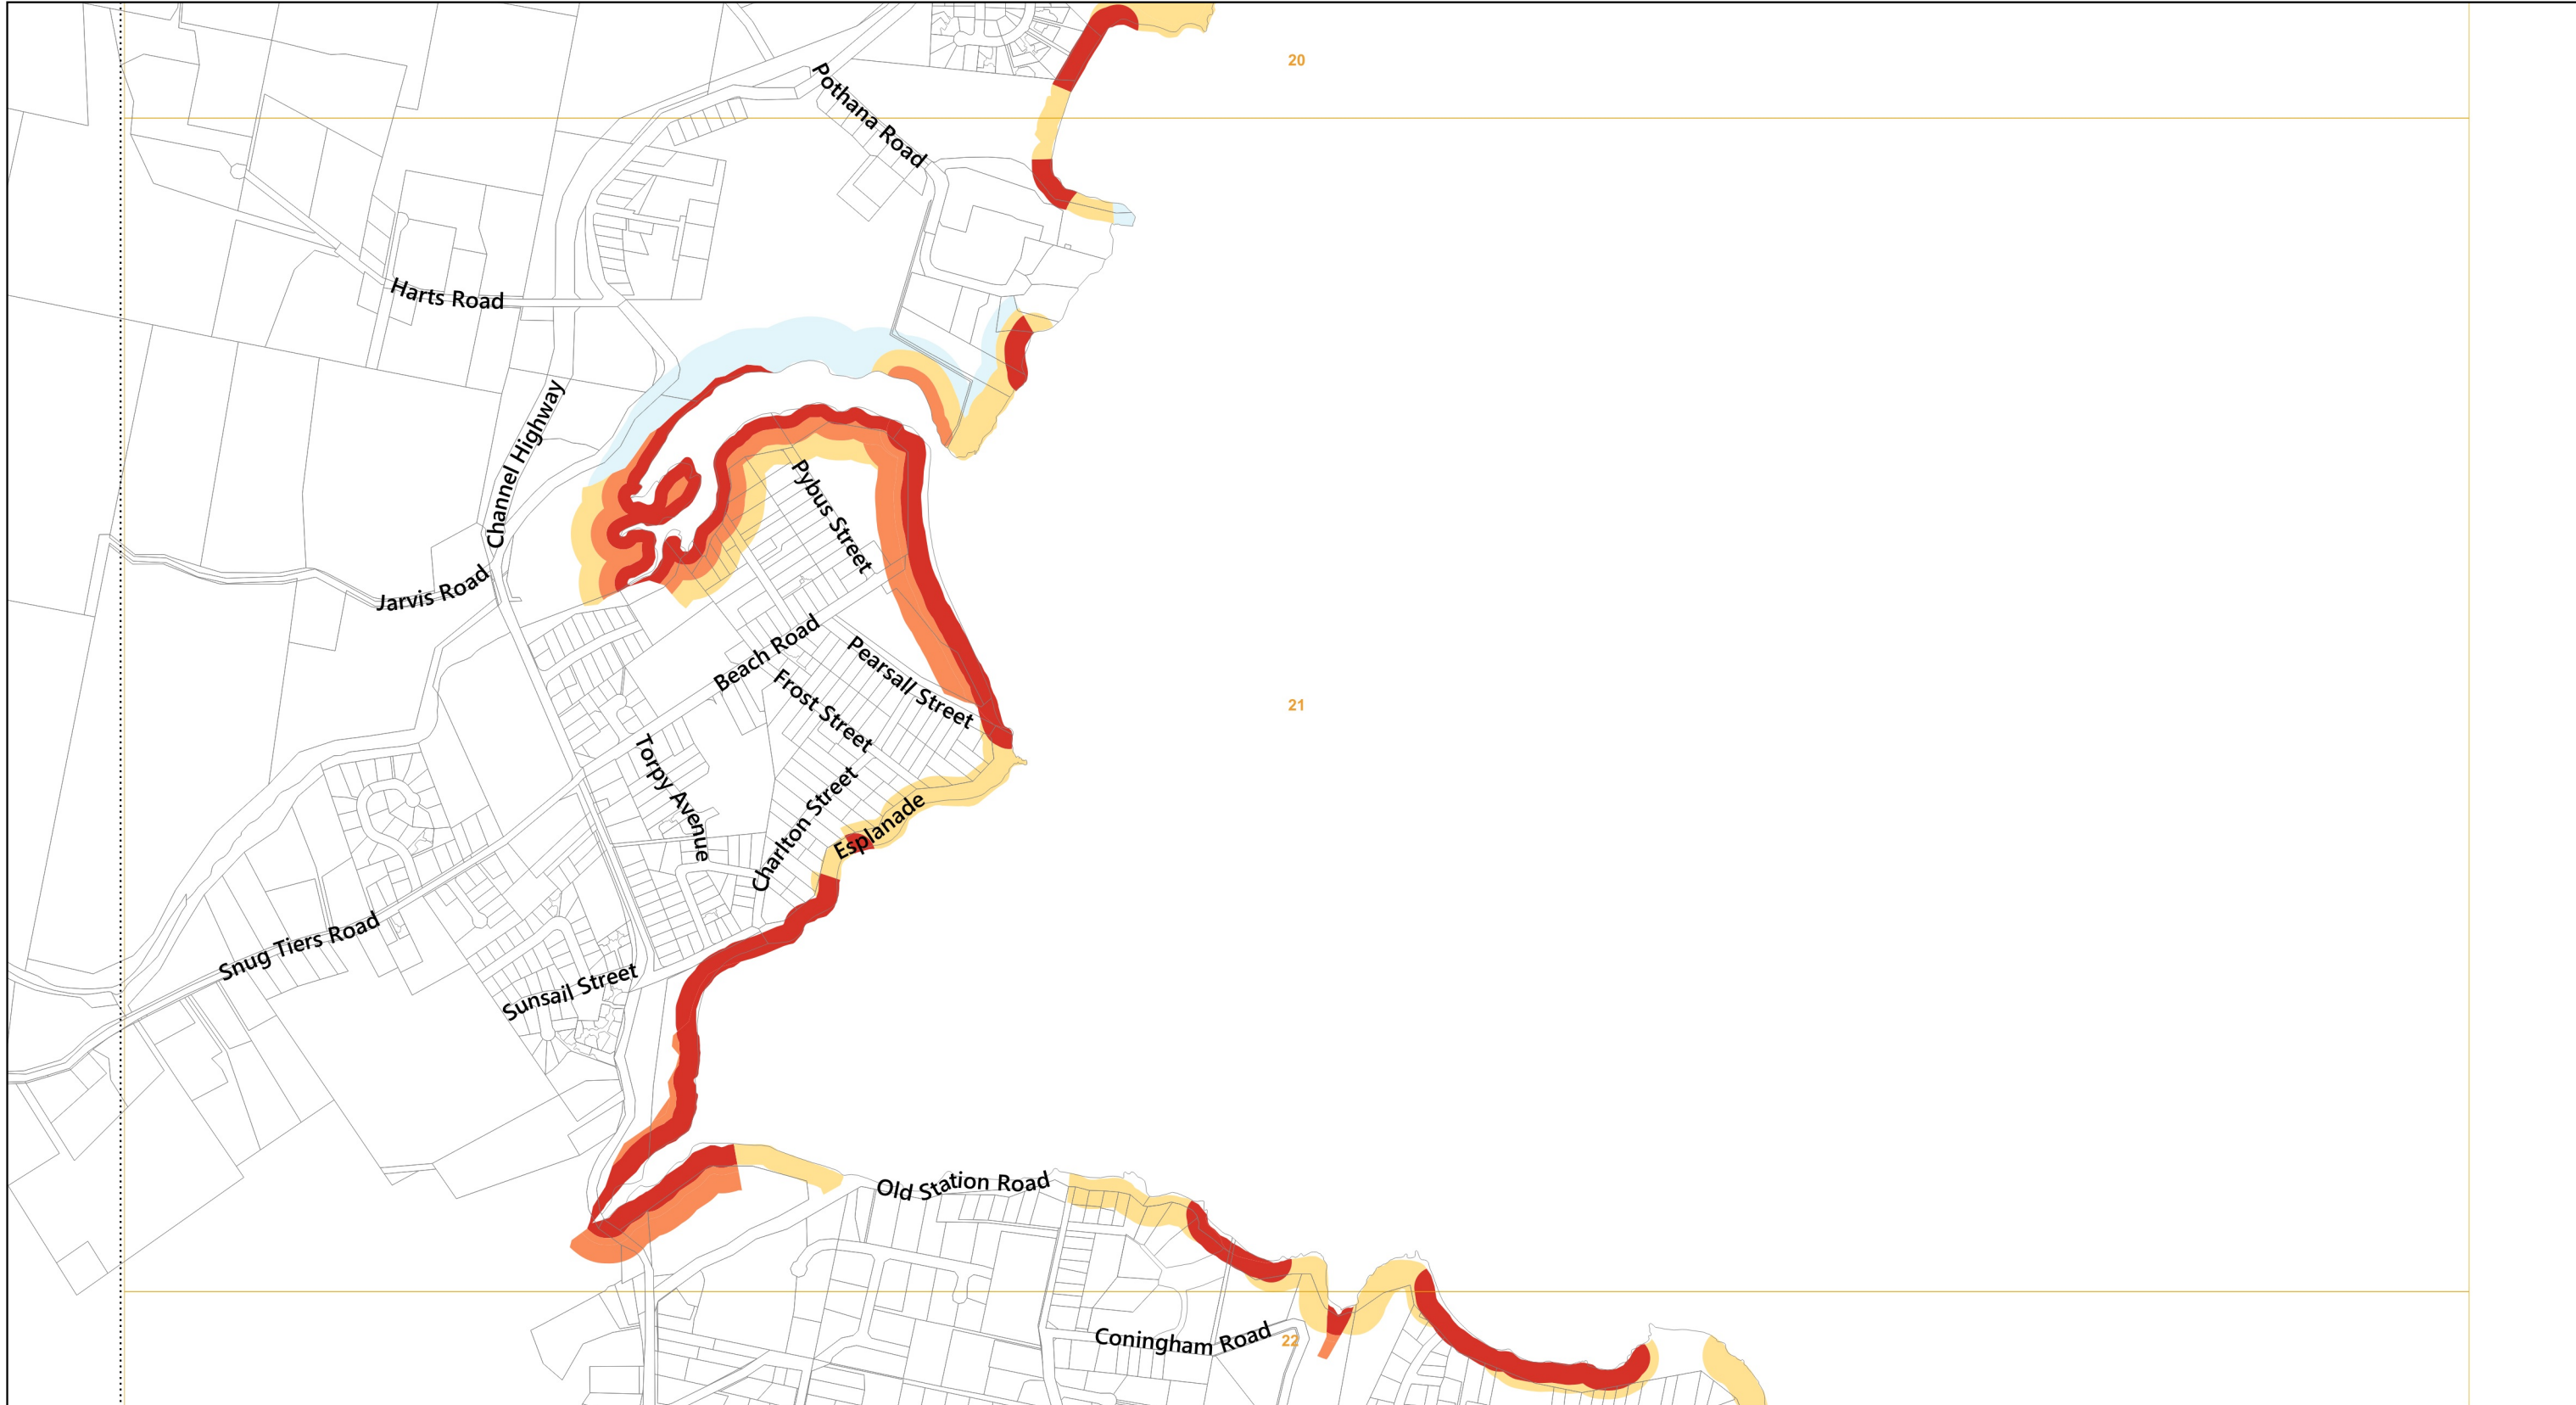 20
Pothana Road
Harts Road
Channel Highway
Pybus Street
Jarvis Road
Beach Road
Pearsall Street
Frost Street
21
Torpy Avenue
Charlton Street
Esplanade
Snug Tiers Road
Sunsail Street
Old Station Road
Coningham Road
22